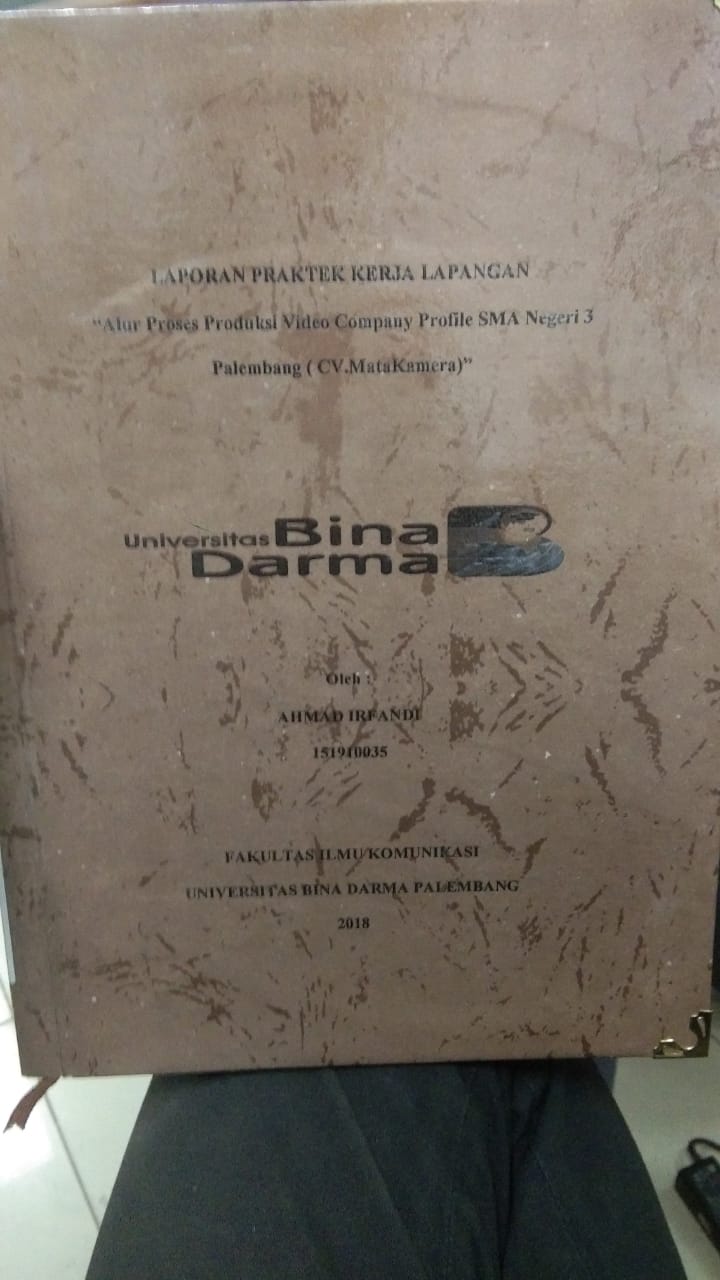 LAPORAN PRAKTEK KERJA LAPANGAN
"Alur Proses Produksi Video Company Profile SMA Negeri 3
Palembang ( CV.MataKamera)"
Universitas Bina
Darma
Oleh :
AHMAD IRFANDI
151910035
FAKULTAS ILMU KOMUNIKASI
UNIVERSITAS BINA DARMA PALEMBANG
2018